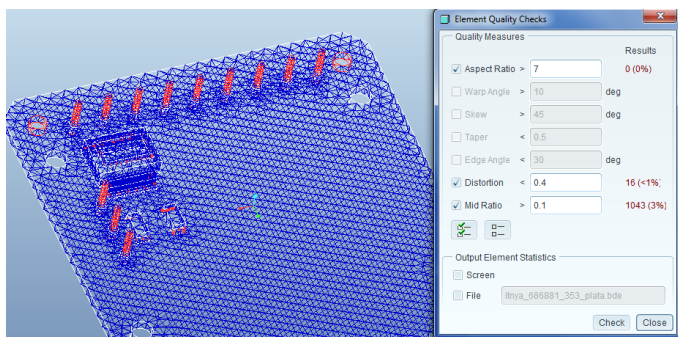 Element Quality Checks
Quality Measures
Results
Aspect Ratio > 7 0 (0%)
Warp Angle > 10 deg
Skew > 45 deg
Taper < 0.5
Edge Angle < 30 deg
Distortion < 0.4 16 (<1%)
Mid Ratio > 0.1 1043 (3%)
Output Element Statistics
Screen
File itnya_686881_353_plata.bde
Check Close